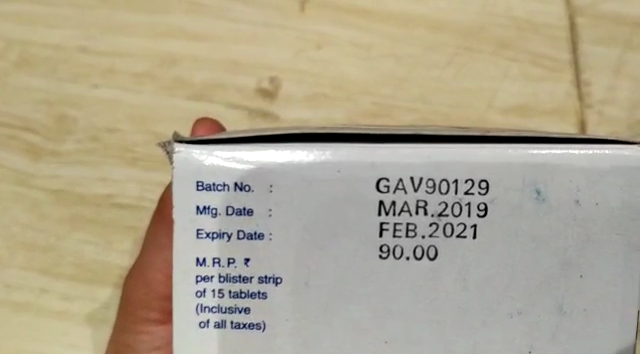 Batch No. : GAV90129
Mfg. Date : MAR.2019
Expiry Date : FEB.2021
M.R.P. ₹ 90.00
per blister strip
of 15 tablets
(Inclusive
of all taxes)